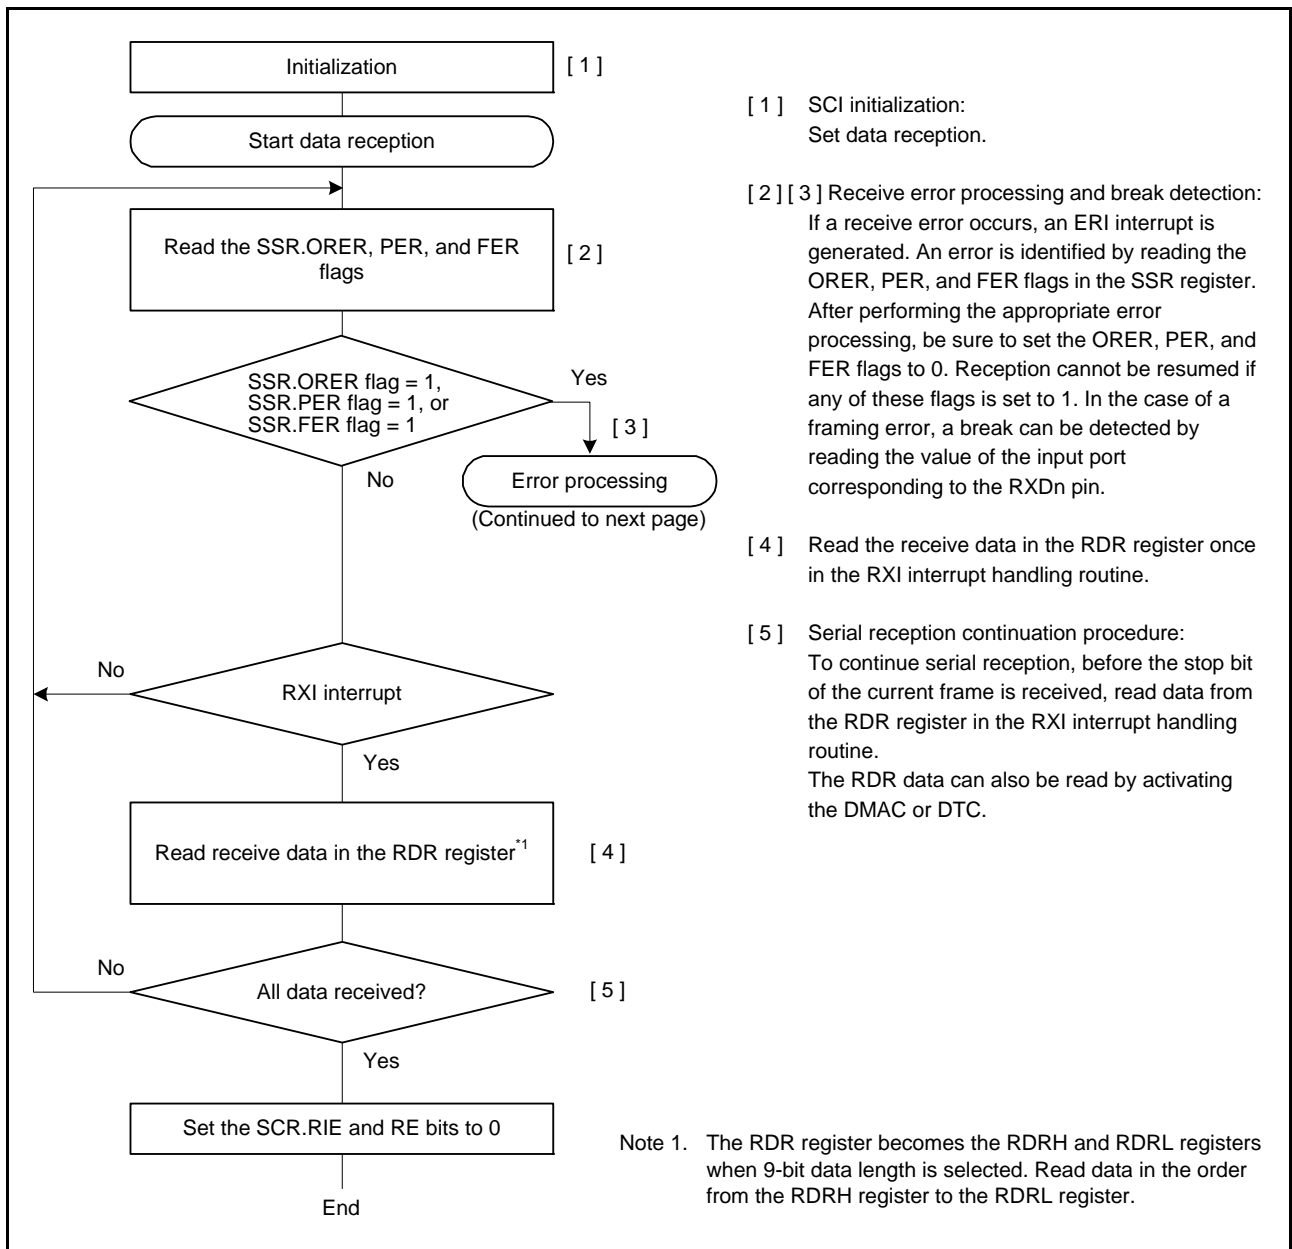 Initialization
[ 1 ]
Start data reception
Read the SSR.ORER, PER, and FER
flags
[ 2 ]
SSR.ORER flag = 1,
SSR.PER flag = 1, or
SSR.FER flag = 1
Yes
[ 3 ]
No
Error processing
(Continued to next page)
No
RXI interrupt
Yes
Read receive data in the RDR register*1
[ 4 ]
No
All data received?
[ 5 ]
Yes
Set the SCR.RIE and RE bits to 0
End
[ 1 ] SCI initialization:
Set data reception.
[ 2 ] [ 3 ] Receive error processing and break detection:
If a receive error occurs, an ERI interrupt is
generated. An error is identified by reading the
ORER, PER, and FER flags in the SSR register.
After performing the appropriate error
processing, be sure to set the ORER, PER, and
FER flags to 0. Reception cannot be resumed if
any of these flags is set to 1. In the case of a
framing error, a break can be detected by
reading the value of the input port
corresponding to the RXDn pin.
[ 4 ] Read the receive data in the RDR register once
in the RXI interrupt handling routine.
[ 5 ] Serial reception continuation procedure:
To continue serial reception, before the stop bit
of the current frame is received, read data from
the RDR register in the RXI interrupt handling
routine.
The RDR data can also be read by activating
the DMAC or DTC.
Note 1. The RDR register becomes the RDRH and RDRL registers
when 9-bit data length is selected. Read data in the order
from the RDRH register to the RDRL register.